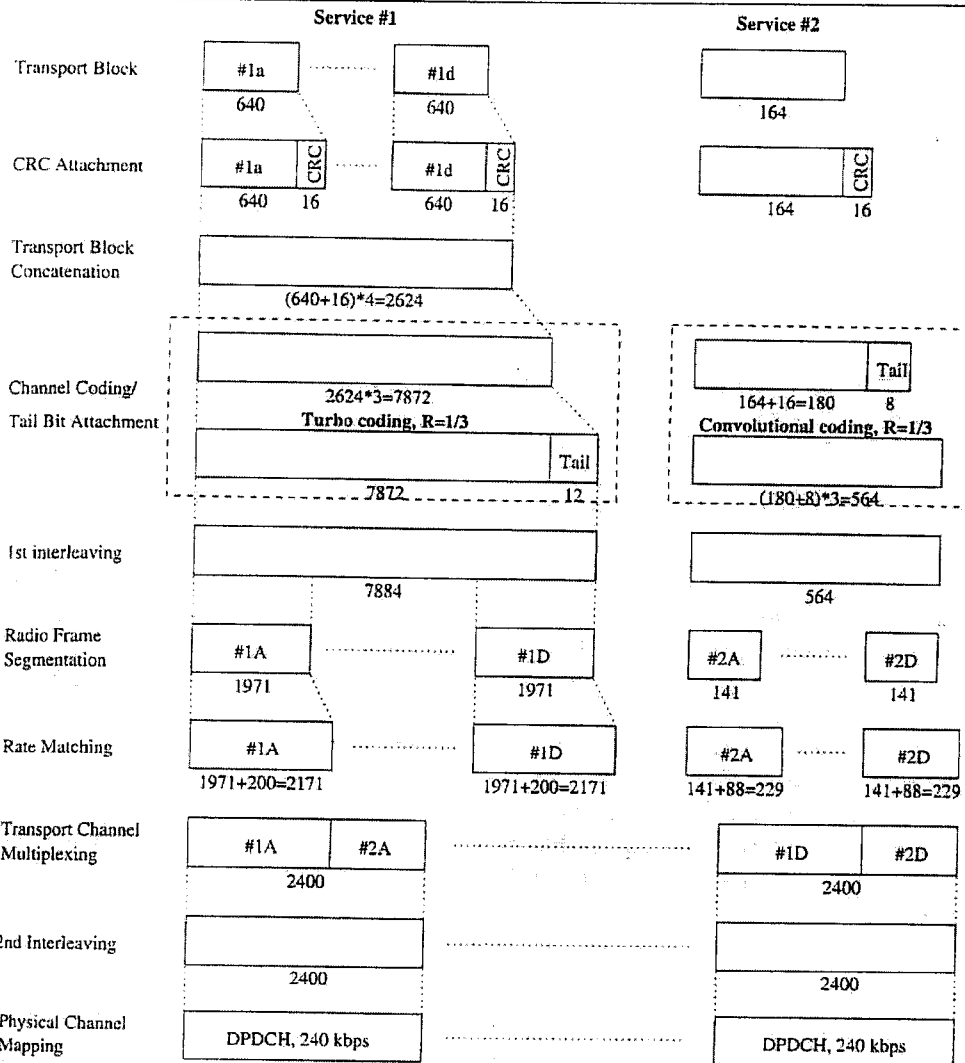 Service #1
Service #2
Transport Block
#1a
#1d
640
640
164
CRC Attachment
#1a
CRC
#1d
CRC
CRC
640
16
640
16
164
16
Transport Block
Concatenation
(640+16)*4=2624
Channel Coding/
Tail Bit Attachment
2624*3=7872
Turbo coding, R=1/3
Tail
7872
12
Tail
164+16=180
8
Convolutional coding, R=1/3
(180+8)*3=564
1st interleaving
7884
564
Radio Frame
Segmentation
#1A
#1D
#2A
#2D
1971
1971
141
141
Rate Matching
#1A
#1D
#2A
#2D
1971+200=2171
1971+200=2171
141+88=229
141+88=229
Transport Channel
Multiplexing
#1A
#2A
#1D
#2D
2400
2400
2nd Interleaving
2400
2400
Physical Channel
Mapping
DPDCH, 240 kbps
DPDCH, 240 kbps